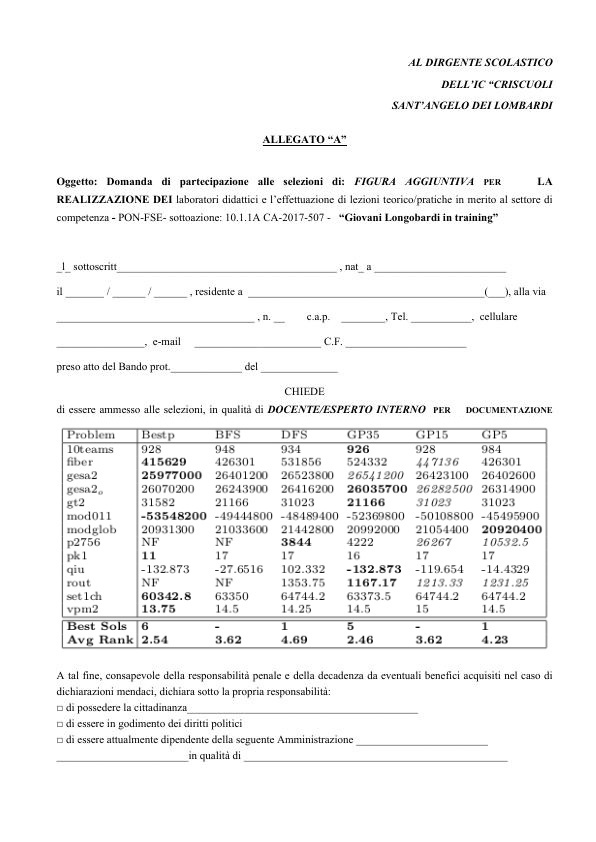 AL DIRGENTE SCOLASTICO
DELL’IC “CRISCUOLI
SANT’ANGELO DEI LOMBARDI
ALLEGATO “A”
Oggetto: Domanda di partecipazione alle selezioni di: FIGURA AGGIUNTIVA PER LA
REALIZZAZIONE DEI laboratori didattici e l’effettuazione di lezioni teorico/pratiche in merito al settore di
competenza - PON-FSE- sottoazione: 10.1.1A CA-2017-507 - “Giovani Longobardi in training”
_l_ sottoscritt________________________________________ , nat_ a ________________________
il _______ / ______ / ______ , residente a ___________________________________________(___), alla via
____________________________________ , n. __ c.a.p. ________, Tel. ___________, cellulare
________________, e-mail _______________________ C.F. ______________________
preso atto del Bando prot._____________ del ______________
CHIEDE
di essere ammesso alle selezioni, in qualità di DOCENTE/ESPERTO INTERNO PER DOCUMENTAZIONE
Problem Bestp BFS DFS GP35 GP15 GP5
10teams 928 948 934 926 928 984
fiber 415629 426301 531856 524332 447136 426301
gesa2 25977000 26401200 26523800 26541200 26423100 26402600
gesa2_o 26070200 26243900 26416200 26035700 26282500 26314900
gt2 31582 21166 31023 21166 31023 31023
mod011 -53548200 -49444800 -48489400 -52369800 -50108800 -45495900
modglob 20931300 21033600 21442800 20992000 21054400 20920400
p2756 NF NF 3844 4222 26267 10532.5
pk1 11 17 17 16 17 17
qiu -132.873 -27.6516 102.332 -132.873 -119.654 -14.4329
rout NF NF 1353.75 1167.17 1213.33 1231.25
set1ch 60342.8 63350 64744.2 63373.5 64744.2 64744.2
vpm2 13.75 14.5 14.25 14.5 15 14.5
Best Sols 6 - 1 5 - 1
Avg Rank 2.54 3.62 4.69 2.46 3.62 4.23
A tal fine, consapevole della responsabilità penale e della decadenza da eventuali benefici acquisiti nel caso di
dichiarazioni mendaci, dichiara sotto la propria responsabilità:
□ di possedere la cittadinanza__________________________________________
□ di essere in godimento dei diritti politici
□ di essere attualmente dipendente della seguente Amministrazione ________________________
________________________in qualità di ________________________________________________